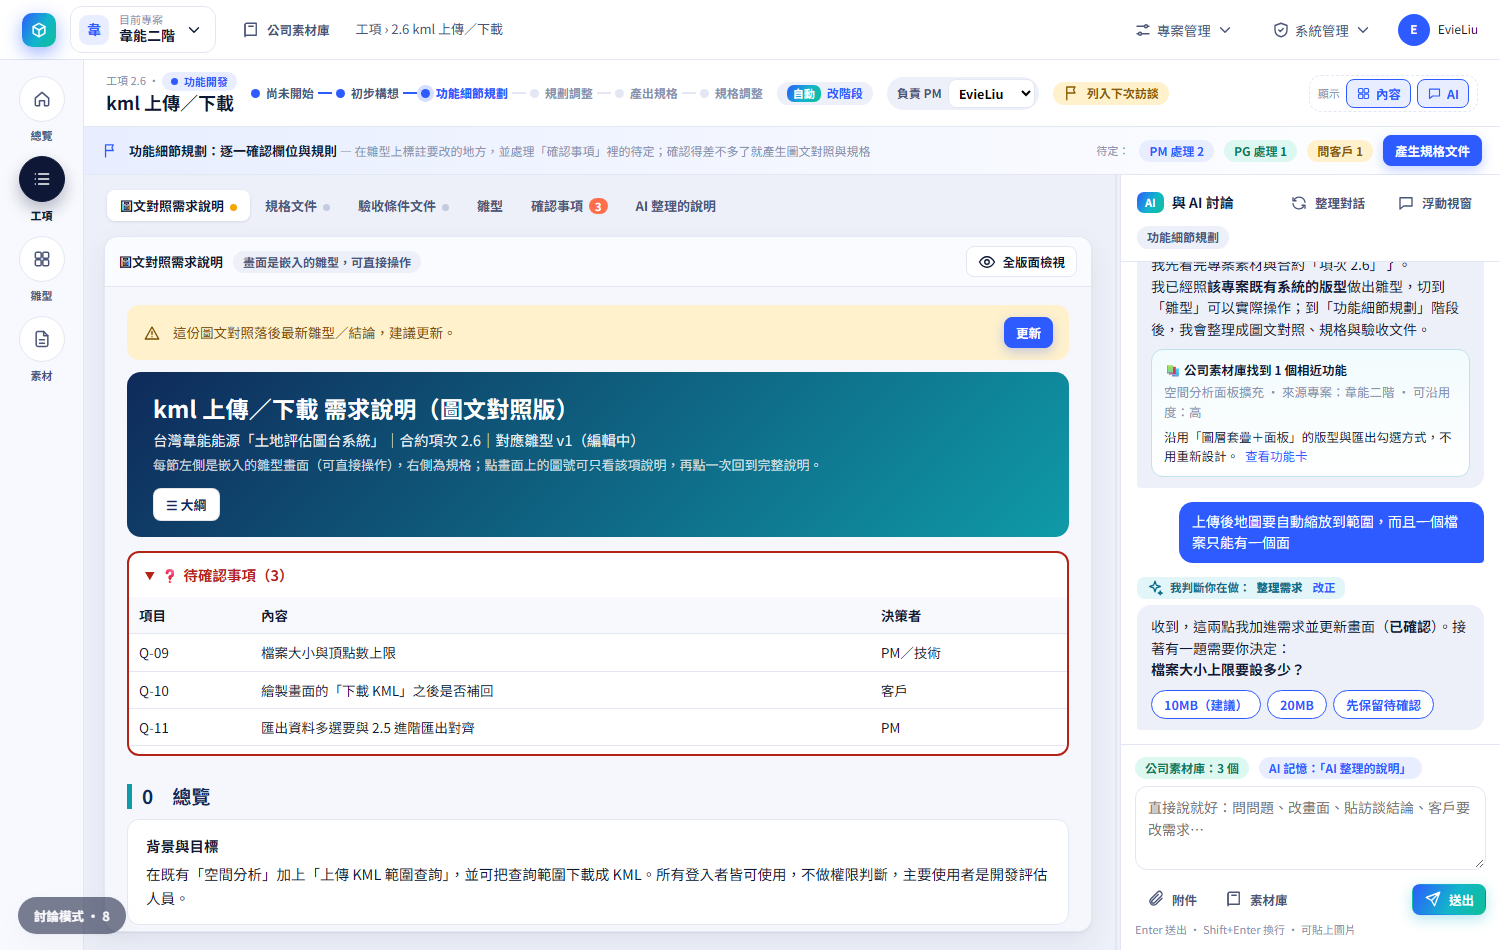 韋
目前專案
韋能二階
公司素材庫
工項 › 2.6 kml 上傳／下載
專案管理
系統管理
E
EvieLiu
總覽
工項
雛型
素材
工項 2.6 •
功能開發
kml 上傳／下載
尚未開始
初步構想
功能細節規劃
規劃調整
產出規格
規格調整
自動 改階段
負責 PM
EvieLiu
列入下次訪談
顯示
內容
AI
功能細節規劃：逐一確認欄位與規則 — 在雛型上標註要改的地方，並處理「確認事項」裡的待定；確認得差不多了就產生圖文對照與規格
待定：
PM 處理 2
PG 處理 1
問客戶 1
產生規格文件
圖文對照需求說明
規格文件
驗收條件文件
雛型
確認事項 3
AI 整理的說明
圖文對照需求說明
畫面是嵌入的雛型，可直接操作
全版面檢視
這份圖文對照落後最新雛型／結論，建議更新。
更新
kml 上傳／下載 需求說明（圖文對照版）
台灣韋能能源「土地評估圖台系統」｜合約項次 2.6｜對應雛型 v1（編輯中）
每節左側是嵌入的雛型畫面（可直接操作），右側為規格；點畫面上的圖號可只看該項說明，再點一次回到完整說明。
☰ 大綱
▼ ❓ 待確認事項（3）
項目 內容 決策者
Q-09 檔案大小與頂點數上限 PM／技術
Q-10 繪製畫面的「下載 KML」之後是否補回 客戶
Q-11 匯出資料多選要與 2.5 進階匯出對齊 PM
0 總覽
背景與目標
在既有「空間分析」加上「上傳 KML 範圍查詢」，並可把查詢範圍下載成 KML。所有登入者皆可使用，不做權限判斷，主要使用者是開發評估
人員。
討論模式 • 8
AI
與 AI 討論
整理對話
浮動視窗
功能細節規劃
我先看完專案素材與合約「項次 2.6」了。
我已經照該專案既有系統的版型做出雛型，切到
「雛型」可以實際操作；到「功能細節規劃」階段
後，我會整理成圖文對照、規格與驗收文件。
公司素材庫找到 1 個相近功能
空間分析面板擴充 • 來源專案：韋能二階 • 可沿用
度：高
沿用「圖層套疊＋面板」的版型與匯出勾選方式，不
用重新設計。 查看功能卡
上傳後地圖要自動縮放到範圍，而且一個檔
案只能有一個面
我判斷你在做： 整理需求 改正
收到，這兩點我加進需求並更新畫面（已確認）。接
著有一題需要你決定：
檔案大小上限要設多少？
10MB（建議）
20MB
先保留待確認
公司素材庫：3 個
AI 記憶：「AI 整理的說明」
直接說就好：問問題、改畫面、貼訪談結論、客戶要
改需求…
附件
素材庫
送出
Enter 送出 • Shift+Enter 換行 • 可貼上圖片